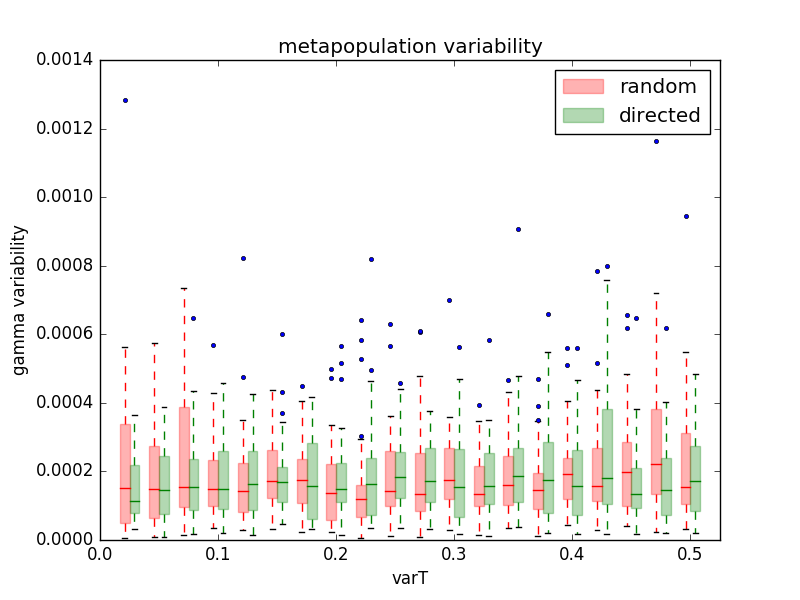 metapopulation variability
0.0014
0.0012
0.0010
0.0008
0.0006
0.0004
0.0002
0.0000
gamma variability
random
directed
0.0 0.1 0.2 0.3 0.4 0.5
varT